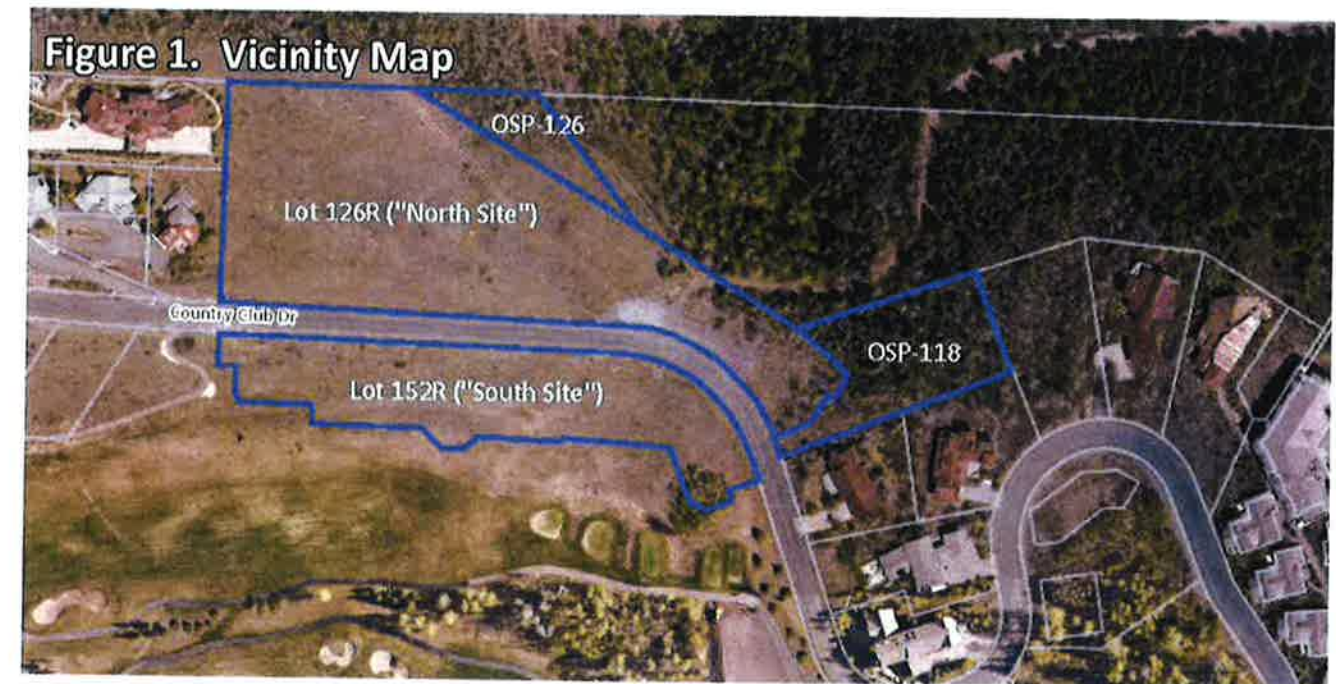 Figure 1. Vicinity Map
OSP-126
Lot 126R ("North Site")
Country Club Dr
OSP-118
Lot 152R ("South Site")